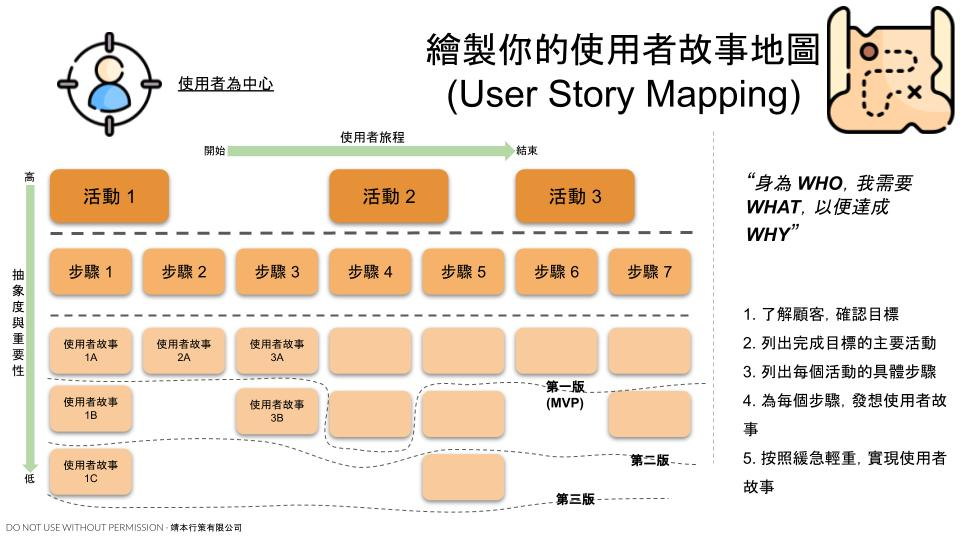 繪製你的使用者故事地圖
(User Story Mapping)
使用者為中心
使用者旅程
開始
結束
高
抽象度與重要性
低
活動 1
活動 2
活動 3
步驟 1
步驟 2
步驟 3
步驟 4
步驟 5
步驟 6
步驟 7
使用者故事
1A
使用者故事
2A
使用者故事
3A
第一版
(MVP)
使用者故事
1B
使用者故事
3B
第二版
使用者故事
1C
第三版
“身為 WHO, 我需要
WHAT, 以便達成
WHY”
1. 了解顧客, 確認目標
2. 列出完成目標的主要活動
3. 列出每個活動的具體步驟
4. 為每個步驟, 發想使用者故
事
5. 按照緩急輕重, 實現使用者
故事
DO NOT USE WITHOUT PERMISSION - 靖本行策有限公司